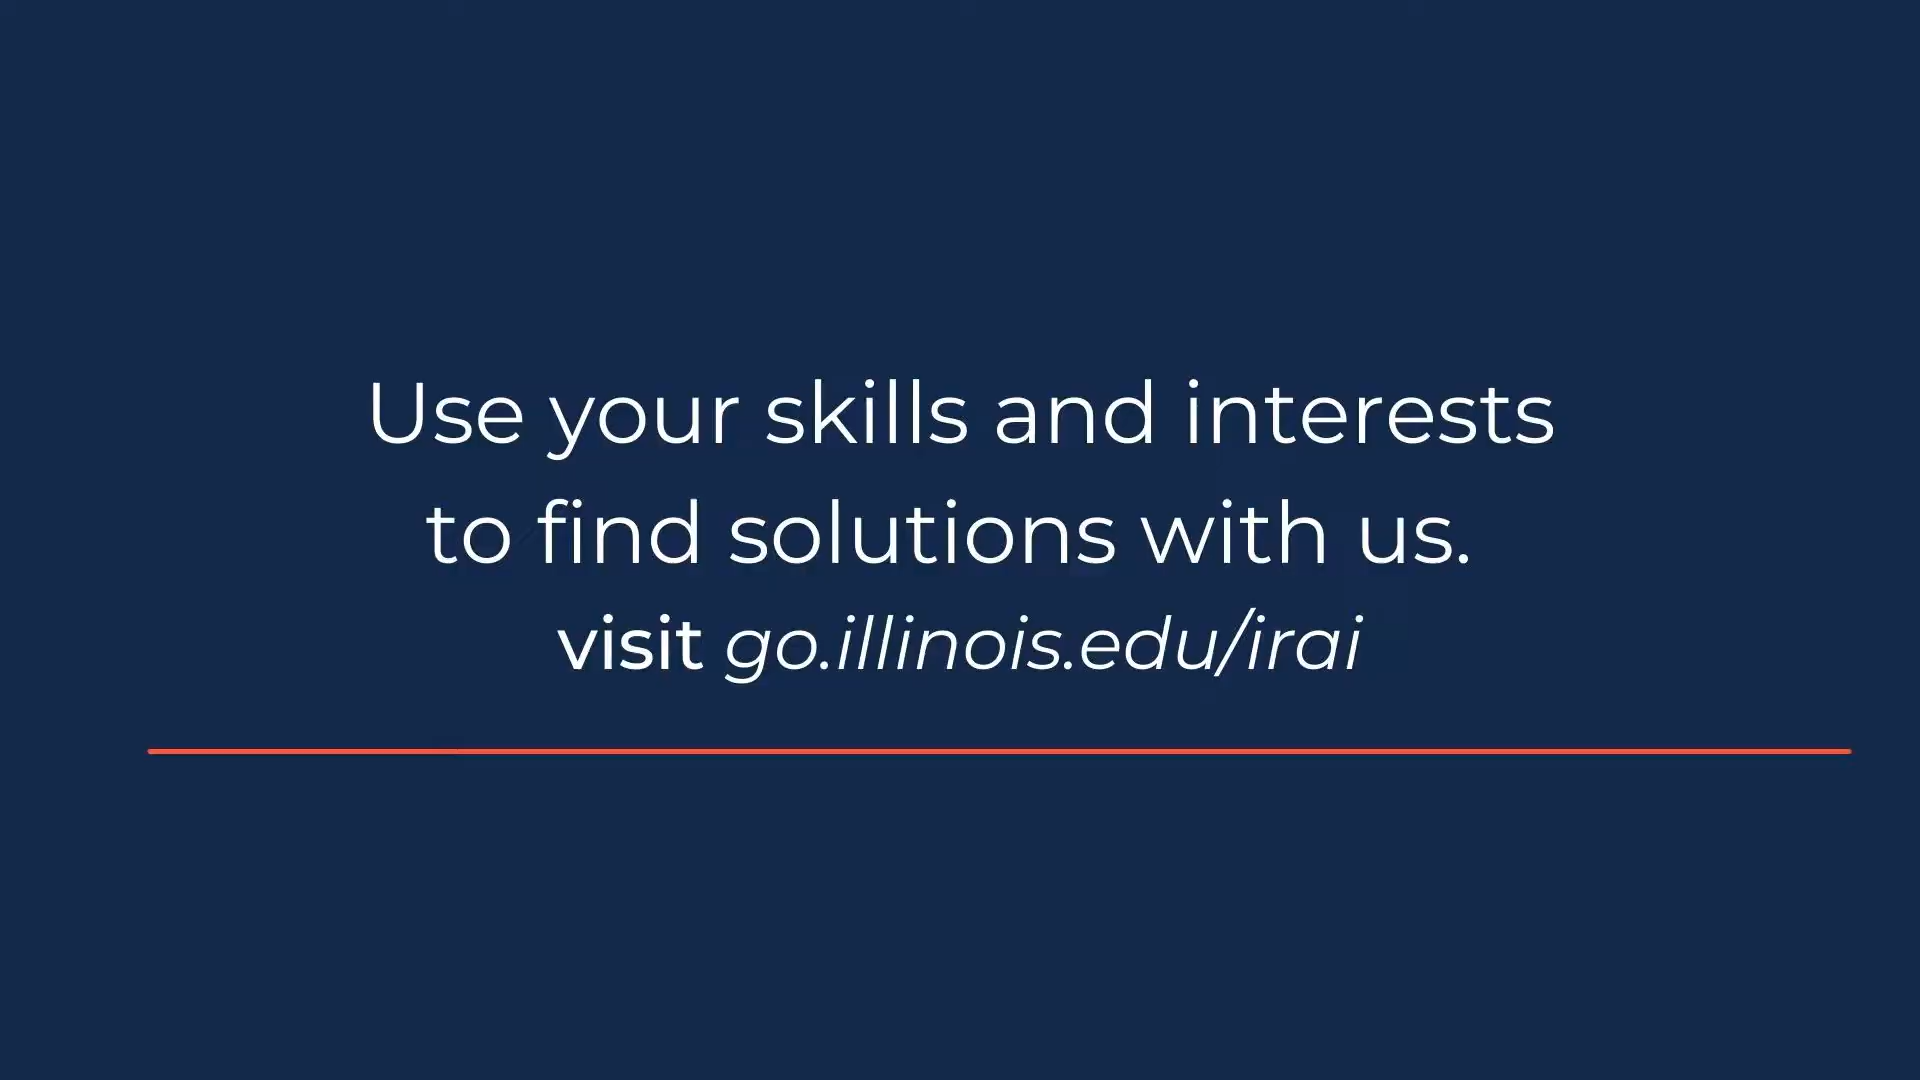 Use your skills and interests
to find solutions with us.
visit go.illinois.edu/irai